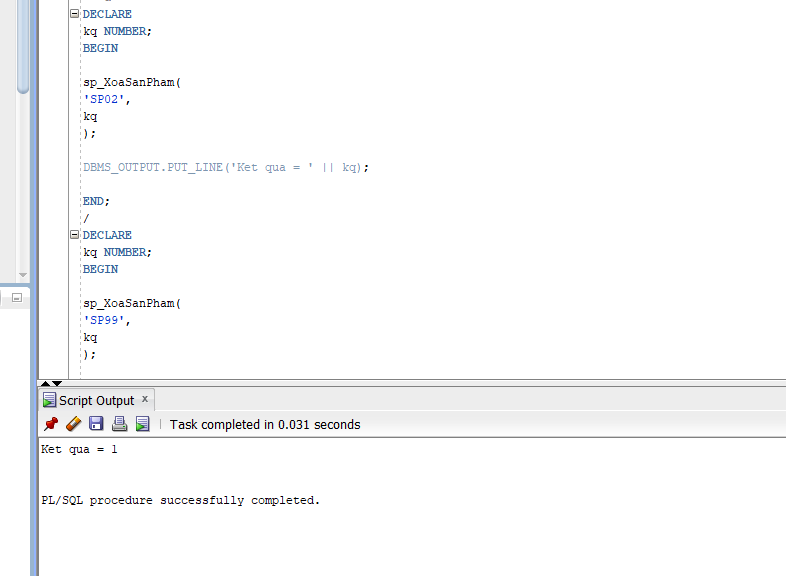 DECLARE
kq NUMBER;
BEGIN
sp_XoaSanPham(
'SP02',
kq
);
DBMS_OUTPUT.PUT_LINE('Ket qua = ' || kq);
END;
/
DECLARE
kq NUMBER;
BEGIN
sp_XoaSanPham(
'SP99',
kq
);
Script Output x
Task completed in 0.031 seconds
Ket qua = 1
PL/SQL procedure successfully completed.